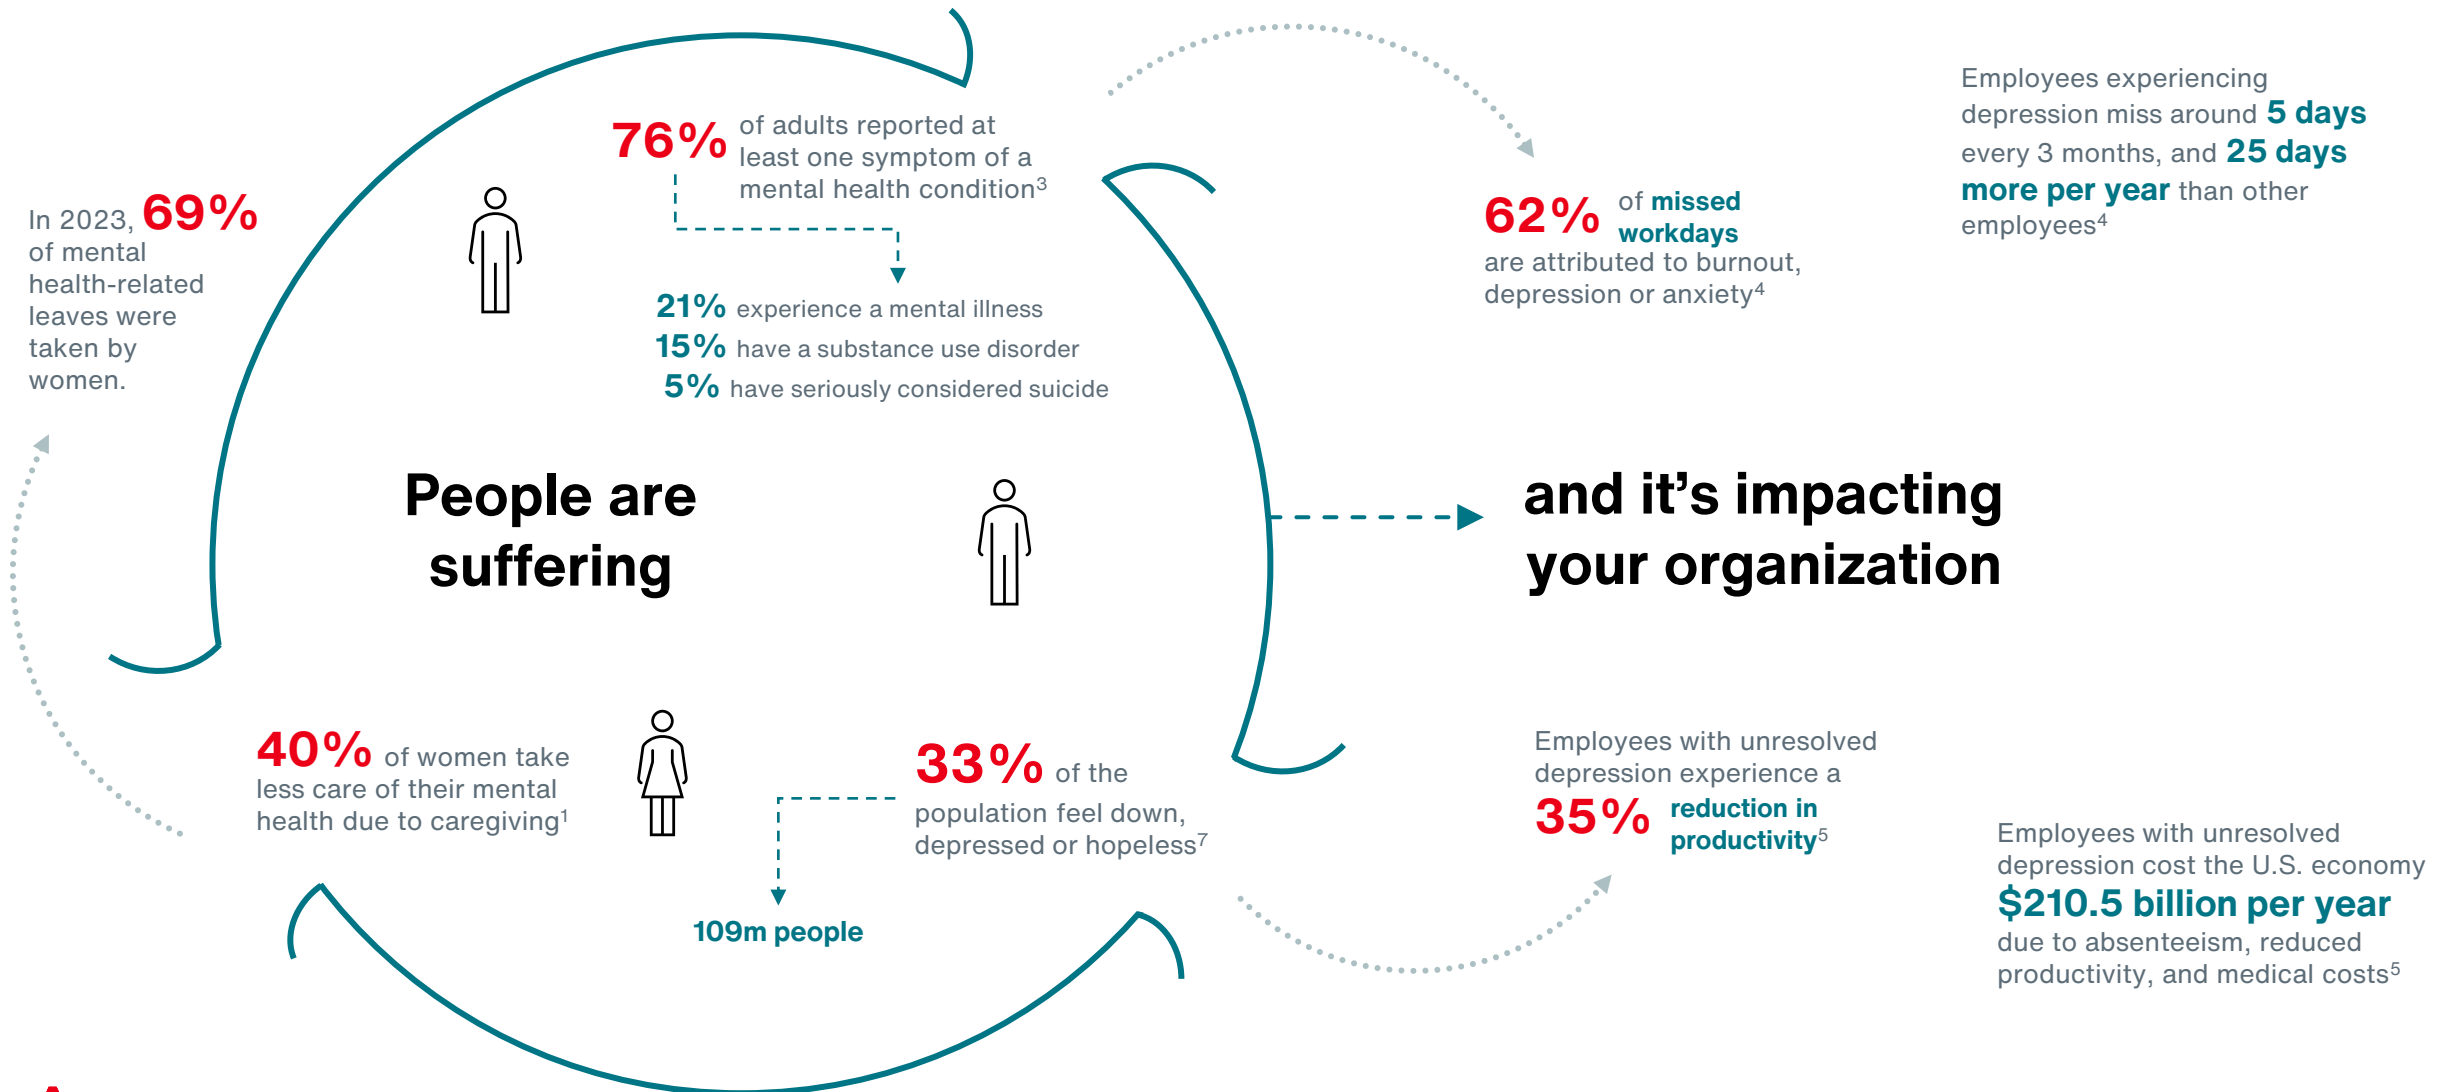 In 2023, 69%
of mental
health-related
leaves were
taken by
women.
76% of adults reported at
least one symptom of a
mental health condition³
21% experience a mental illness
15% have a substance use disorder
5% have seriously considered suicide
People are
suffering
40% of women take
less care of their mental
health due to caregiving¹
33% of the
population feel down,
depressed or hopeless⁷
109m people
62% of missed
workdays
are attributed to burnout,
depression or anxiety⁴
Employees experiencing
depression miss around 5 days
every 3 months, and 25 days
more per year than other
employees⁴
and it’s impacting
your organization
Employees with unresolved
depression experience a
35% reduction in
productivity⁵
Employees with unresolved
depression cost the U.S. economy
$210.5 billion per year
due to absenteeism, reduced
productivity, and medical costs⁵